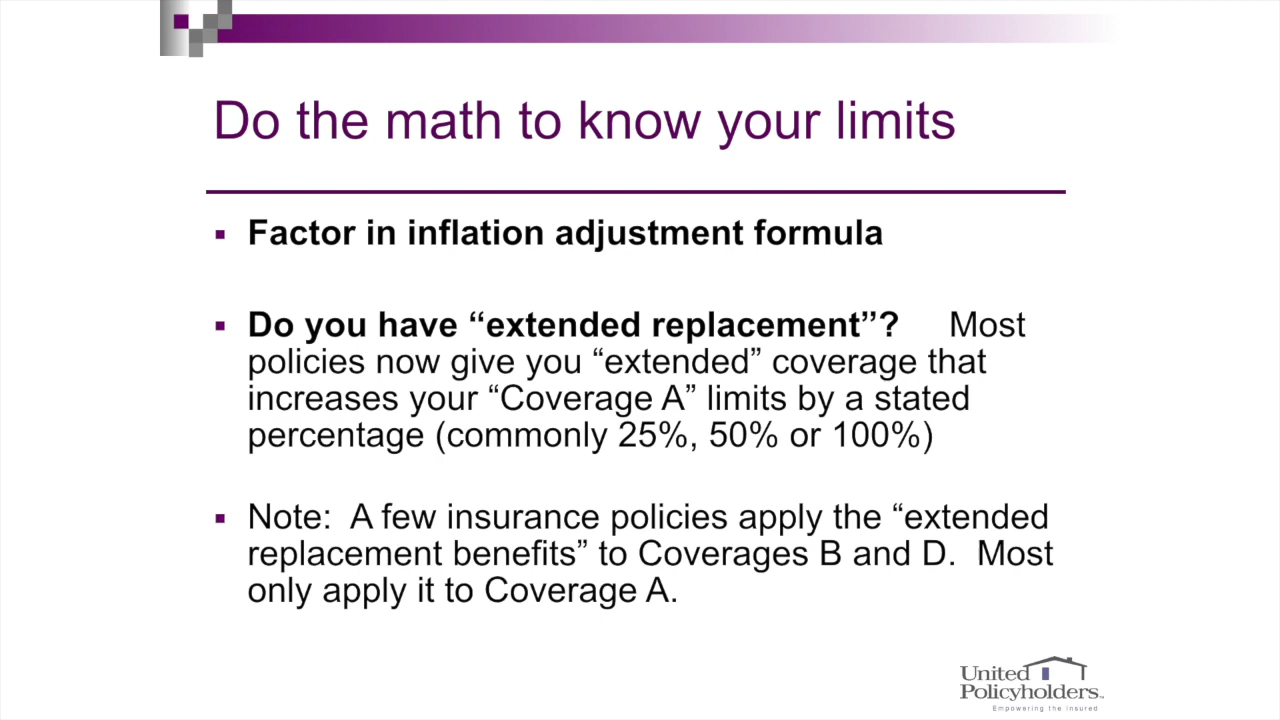 Do the math to know your limits
Factor in inflation adjustment formula
Do you have “extended replacement”? Most
policies now give you “extended” coverage that
increases your “Coverage A” limits by a stated
percentage (commonly 25%, 50% or 100%)
Note: A few insurance policies apply the “extended
replacement benefits” to Coverages B and D. Most
only apply it to Coverage A.
United
Policyholders™
Empowering the Insured